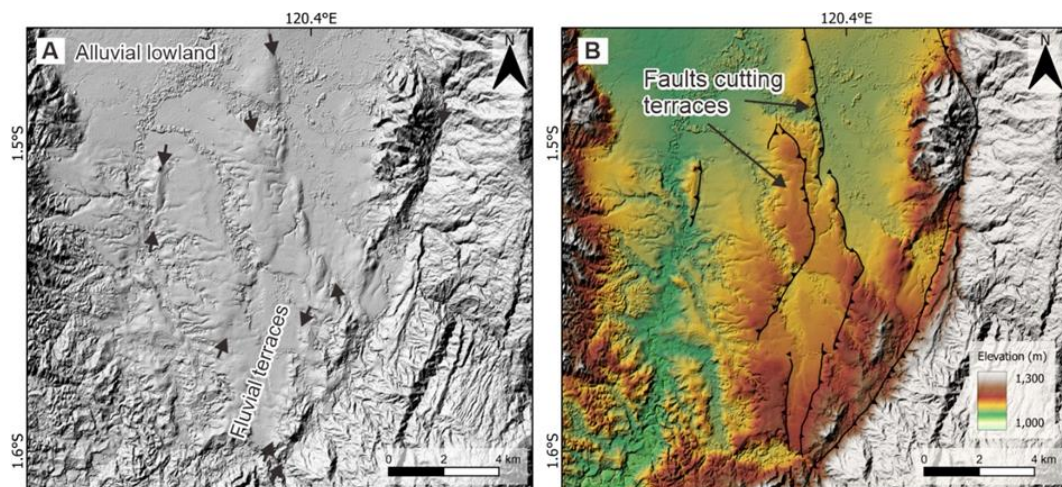 120.4°E
120.4°E
A
Alluvial lowland
N
B
Faults cutting
terraces
N
1.5°S
1.5°S
Fluvial terraces
Elevation (m)
1,300
1,000
1.6°S
1.6°S
0 2 4 km
0 2 4 km